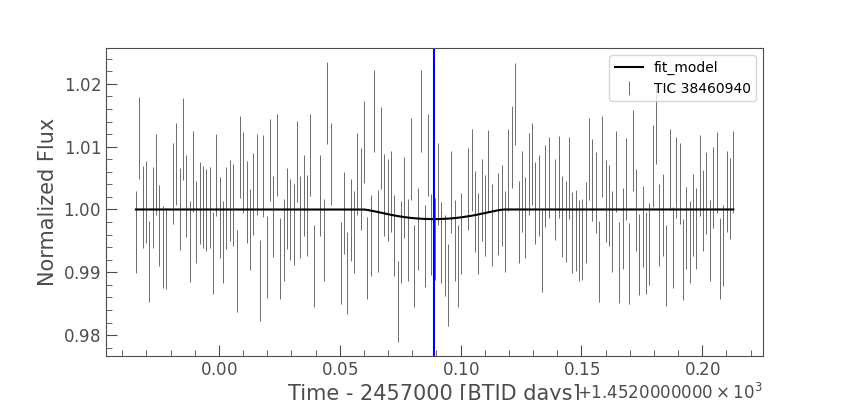 fit_model
TIC 38460940
1.02
1.01
1.00
0.99
0.98
Normalized Flux
0.00 0.05 0.10 0.15 0.20
Time - 2457000 [BTJD days]
+1.4520000000 × 10³